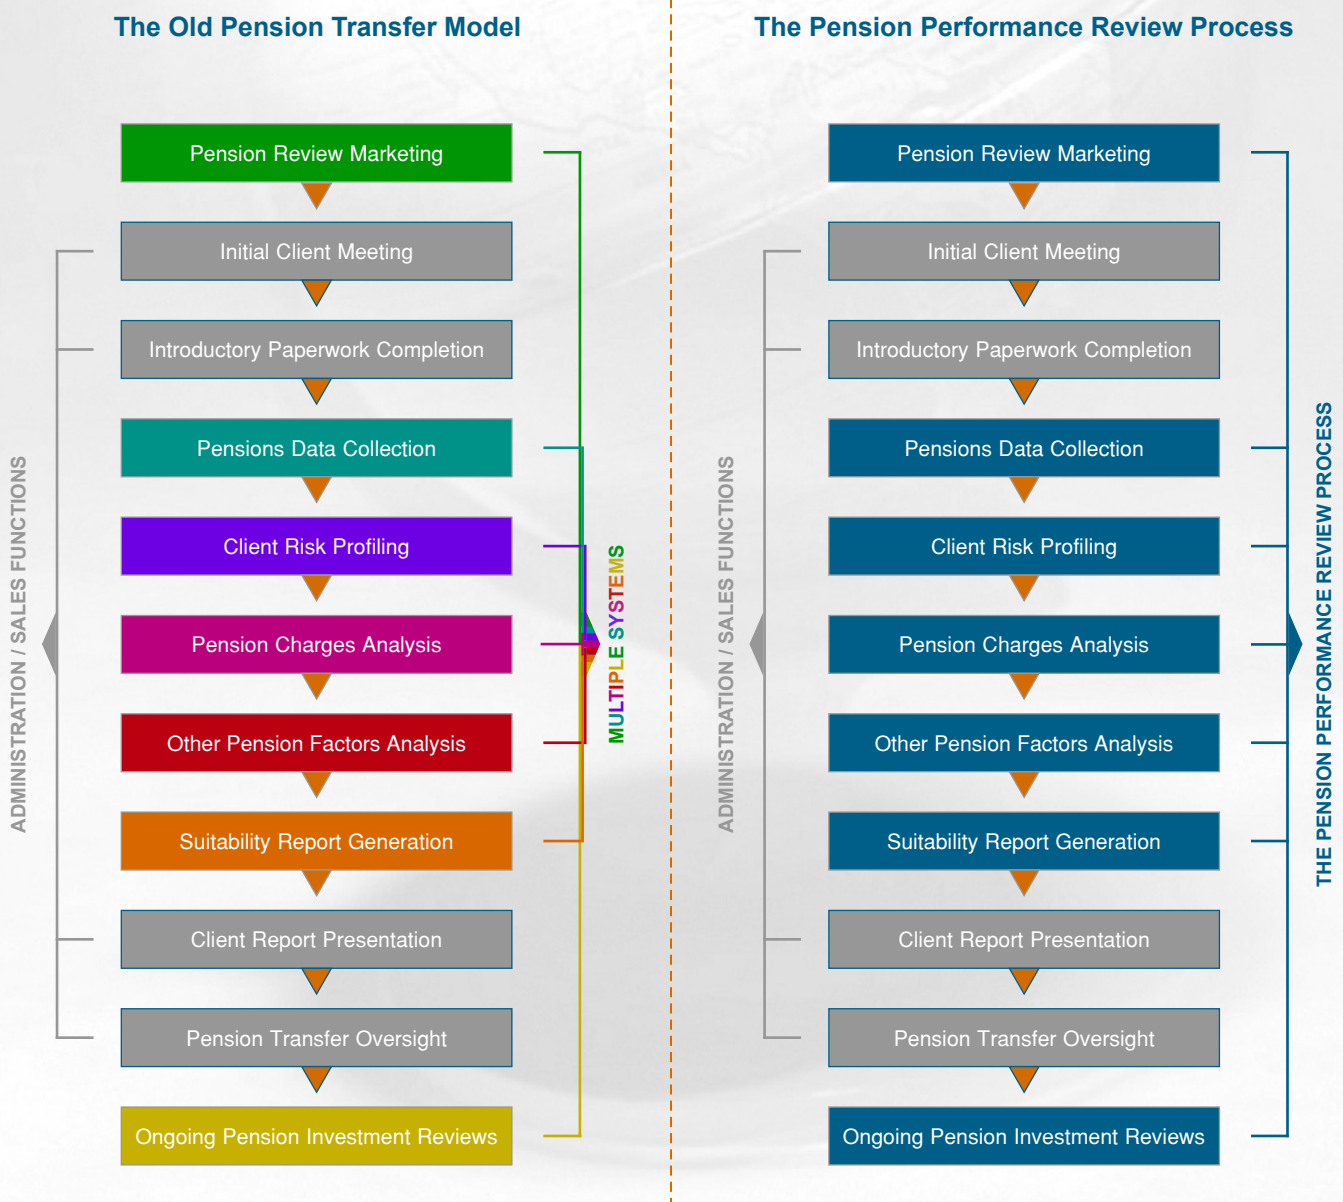 The Old Pension Transfer Model
Pension Review Marketing
Initial Client Meeting
Introductory Paperwork Completion
Pensions Data Collection
Client Risk Profiling
Pension Charges Analysis
Other Pension Factors Analysis
Suitability Report Generation
Client Report Presentation
Pension Transfer Oversight
Ongoing Pension Investment Reviews
ADMINISTRATION / SALES FUNCTIONS
MULTIPLE SYSTEMS
The Pension Performance Review Process
Pension Review Marketing
Initial Client Meeting
Introductory Paperwork Completion
Pensions Data Collection
Client Risk Profiling
Pension Charges Analysis
Other Pension Factors Analysis
Suitability Report Generation
Client Report Presentation
Pension Transfer Oversight
Ongoing Pension Investment Reviews
ADMINISTRATION / SALES FUNCTIONS
THE PENSION PERFORMANCE REVIEW PROCESS